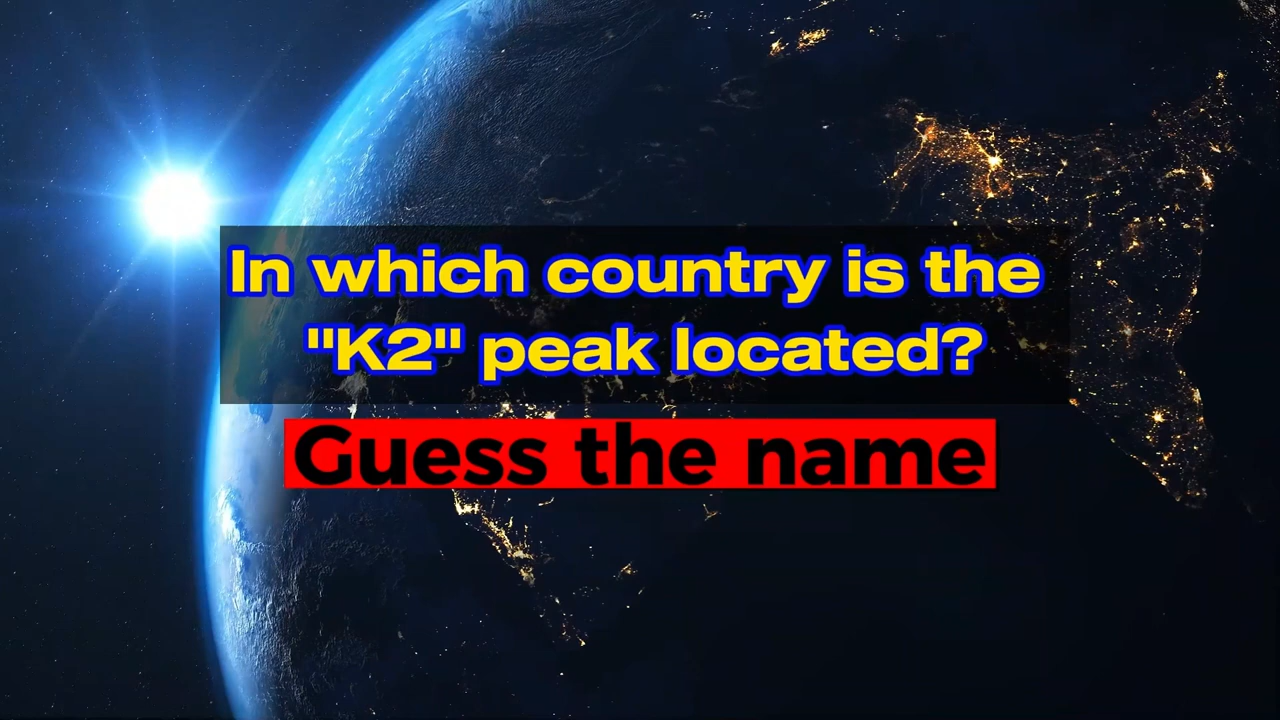 In which country is the
"K2" peak located?
Guess the name